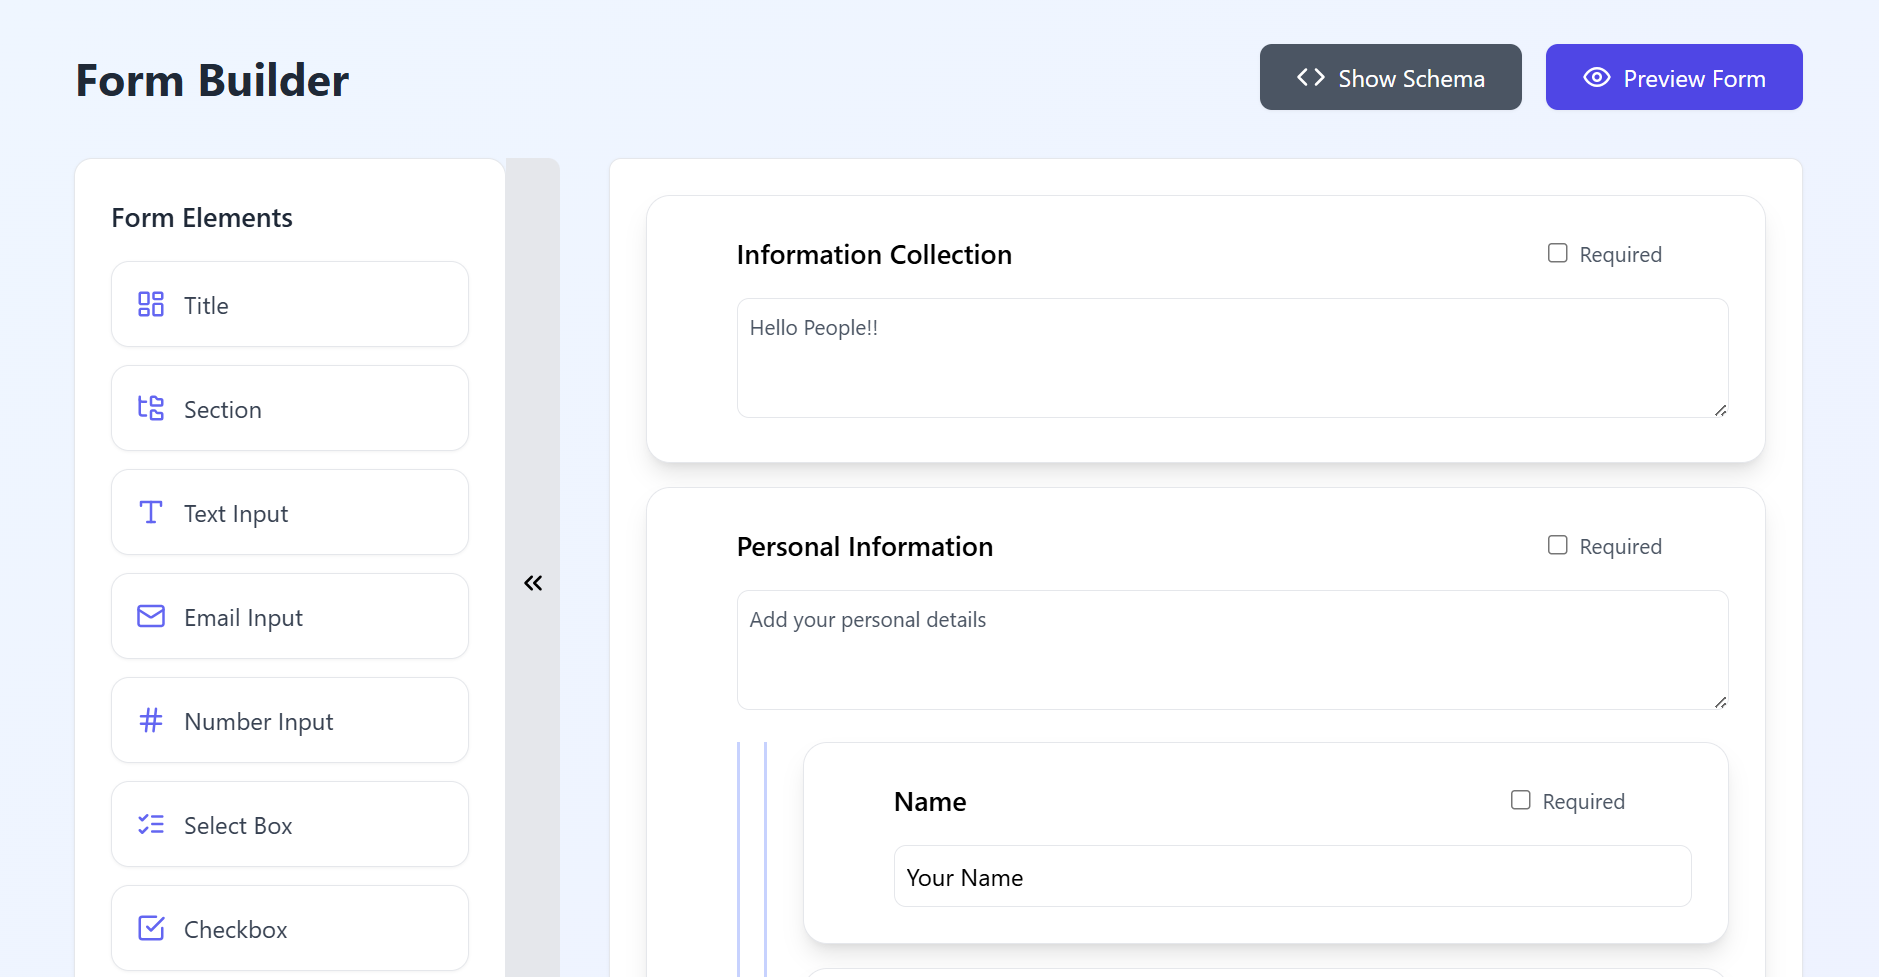 Form Builder
Show Schema
Preview Form
Form Elements
Title
Section
Text Input
Email Input
Number Input
Select Box
Checkbox
Information Collection
Required
Hello People!!
Personal Information
Required
Add your personal details
Name
Required
Your Name